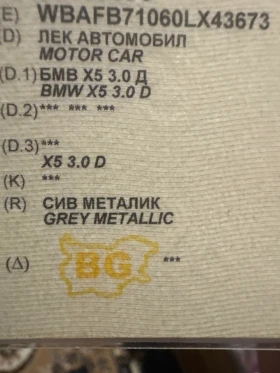 (E) WBAFB71060LX43673
(D) ЛЕК АВТОМОБИЛ
MOTOR CAR
(D.1) БМВ X5 3.0 Д
BMW X5 3.0 D
(D.2) *** *** ***
(D.3) ***
X5 3.0 D
(K) ***
(R) СИВ МЕТАЛИК
GREY METALLIC
(Δ) BG ***